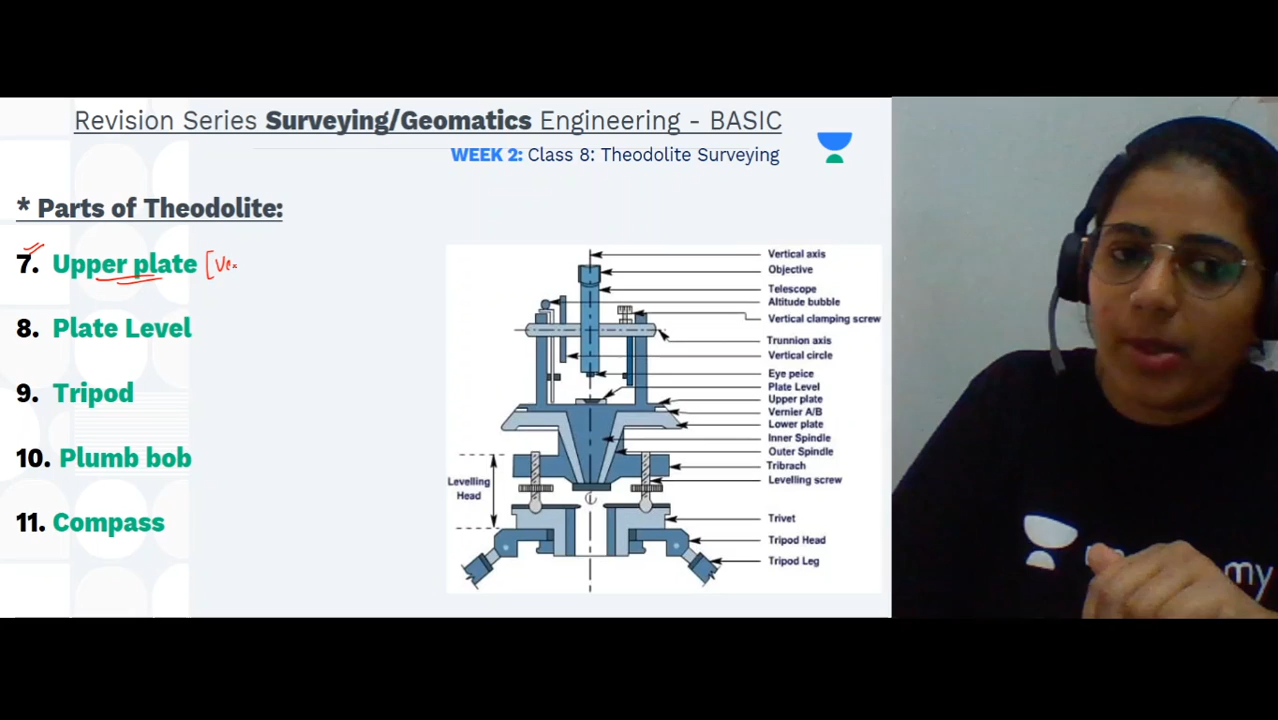 Revision Series Surveying/Geomatics Engineering - BASIC
WEEK 2: Class 8: Theodolite Surveying
* Parts of Theodolite:
7. Upper plate [Ve
8. Plate Level
9. Tripod
10. Plumb bob
11. Compass
Vertical axis
Objective
Telescope
Altitude bubble
Vertical clamping screw
Trunnion axis
Vertical circle
Eye peice
Plate Level
Upper plate
Vernier A/B
Lower plate
Inner Spindle
Outer Spindle
Tribrach
Levelling screw
Levelling
Head
Trivet
Tripod Head
Tripod Leg
my